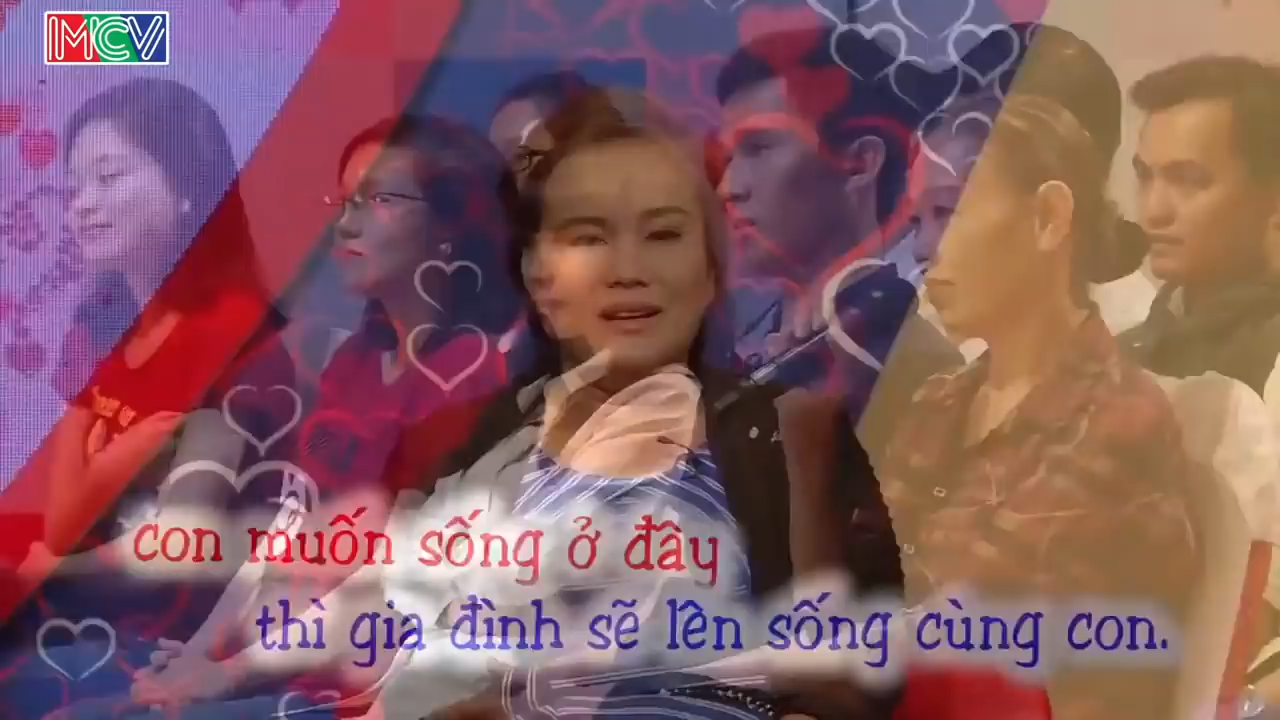 MCV
con muốn sống ở đây
thì gia đình sẽ lên sống cùng con.